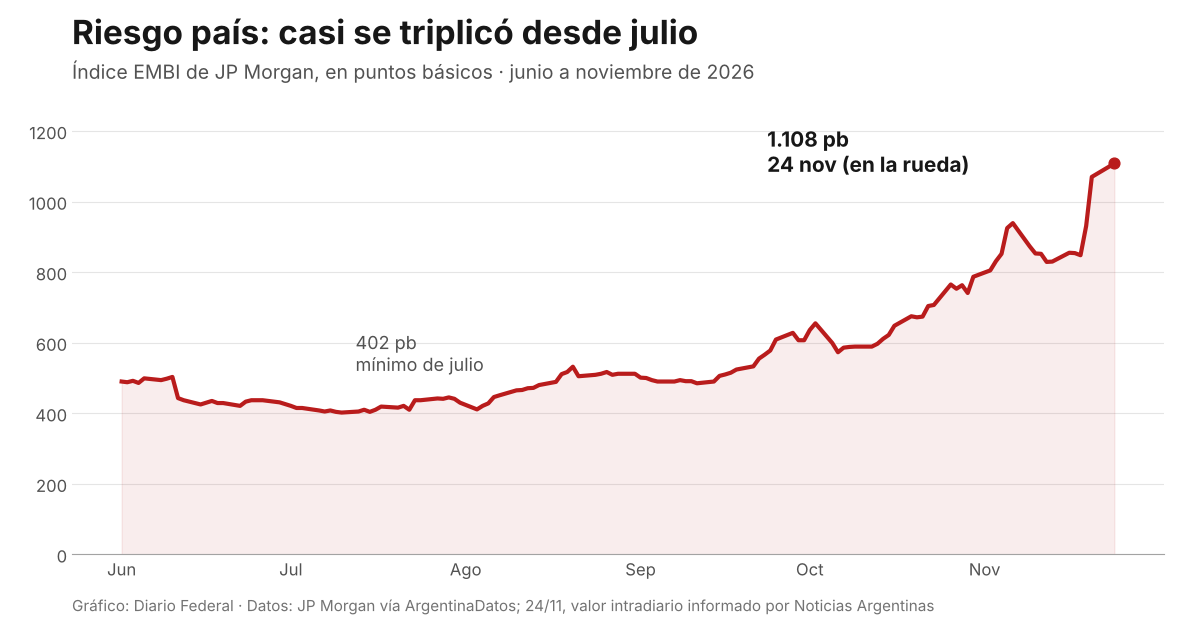 Riesgo país: casi se triplicó desde julio
Índice EMBI de JP Morgan, en puntos básicos · junio a noviembre de 2026
1200
1000
800
600
400
200
0
1.108 pb
24 nov (en la rueda)
402 pb
mínimo de julio
Jun Jul Ago Sep Oct Nov
Gráfico: Diario Federal · Datos: JP Morgan vía ArgentinaDatos; 24/11, valor intradiario informado por Noticias Argentinas